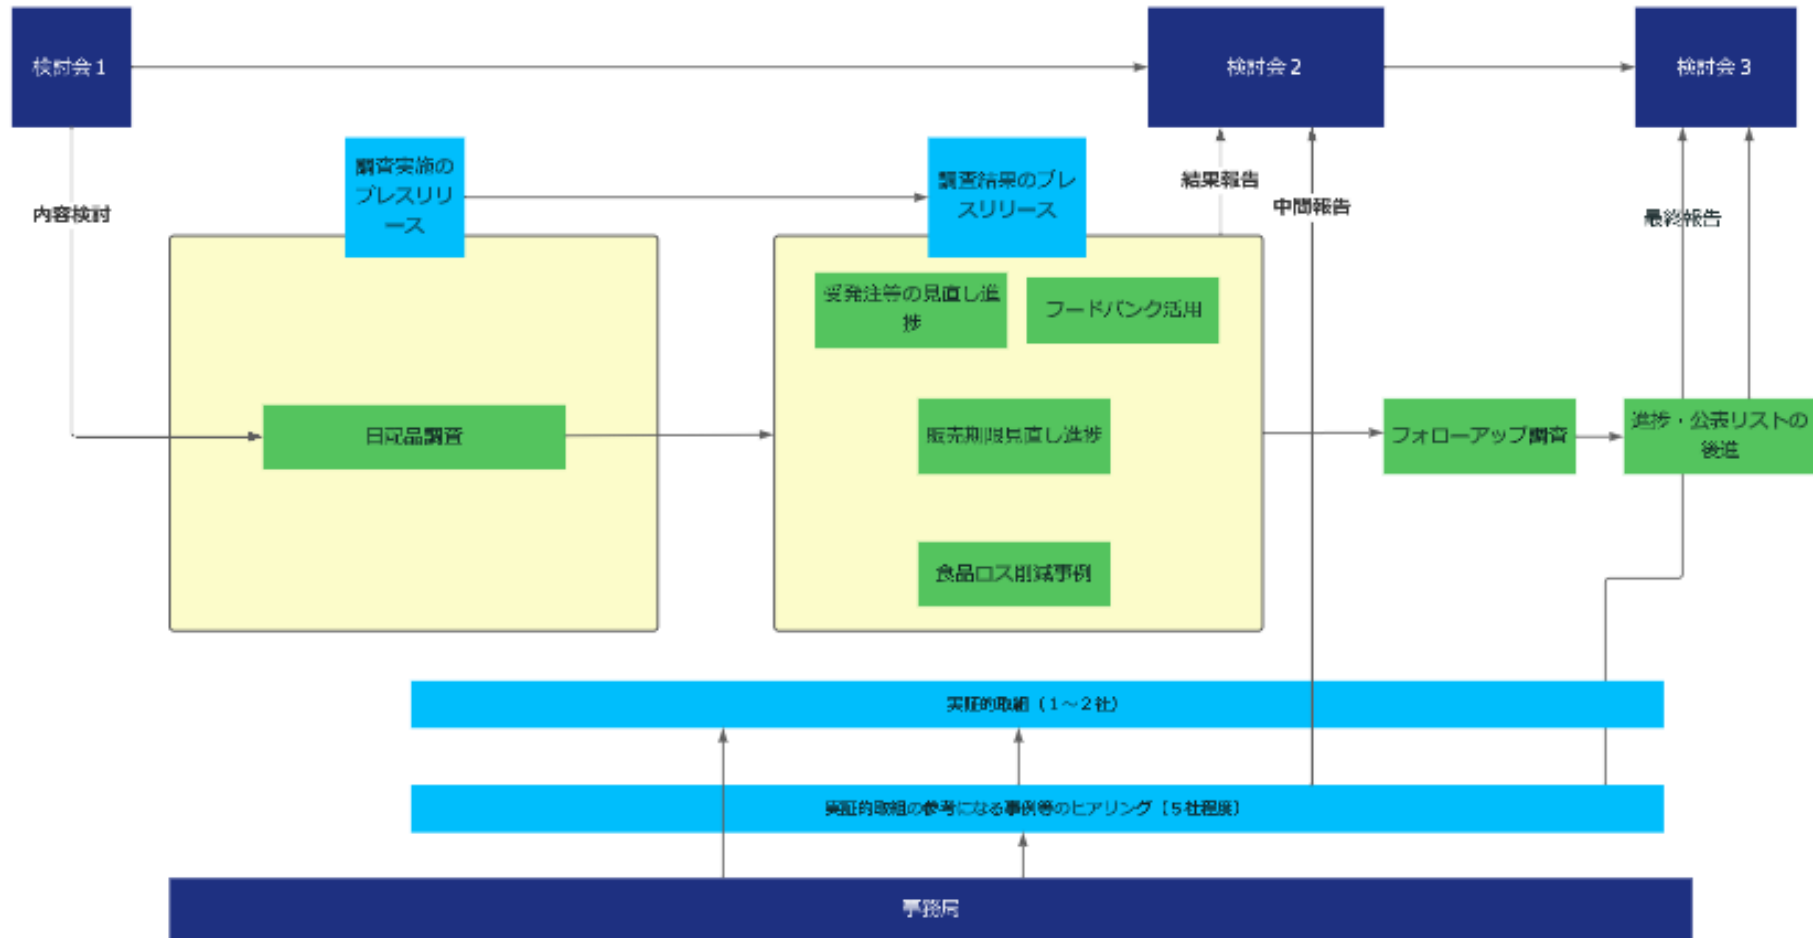 検討会１
検討会２
検討会３
調査実施の
プレスリリ
ース
調査結果のプレ
スリリース
結果報告
中間報告
内容検討
最終報告
受発注等の見直し進
捗
フードバンク活用
日配品調査
販売期限見直し進捗
フォローアップ調査
進捗・公表リストの
後進
食品ロス削減事例
実証的取組（１～２社）
実証的取組の参考になる事例等のヒアリング（５社程度）
事務局